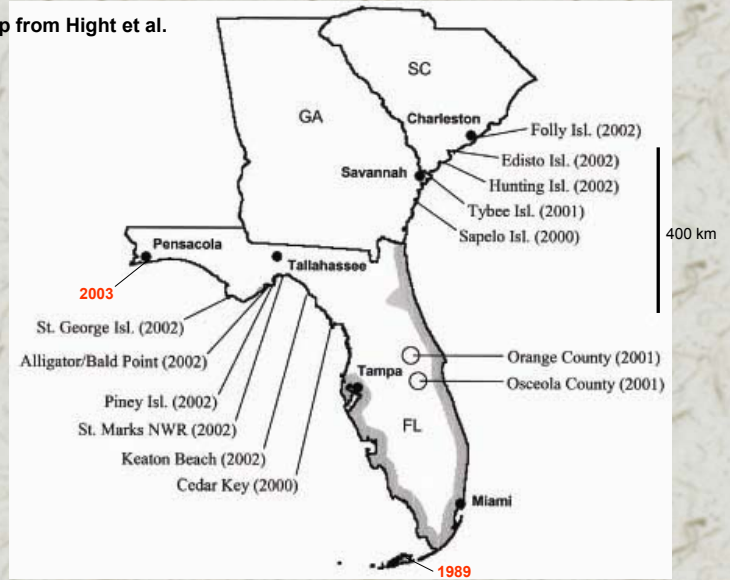 p from Hight et al.
SC
GA
Charleston
Folly Isl. (2002)
Edisto Isl. (2002)
Savannah
Hunting Isl. (2002)
Tybee Isl. (2001)
Sapelo Isl. (2000)
400 km
Pensacola
Tallahassee
2003
St. George Isl. (2002)
Alligator/Bald Point (2002)
Orange County (2001)
Tampa
Osceola County (2001)
Piney Isl. (2002)
St. Marks NWR (2002)
FL
Keaton Beach (2002)
Cedar Key (2000)
Miami
1989